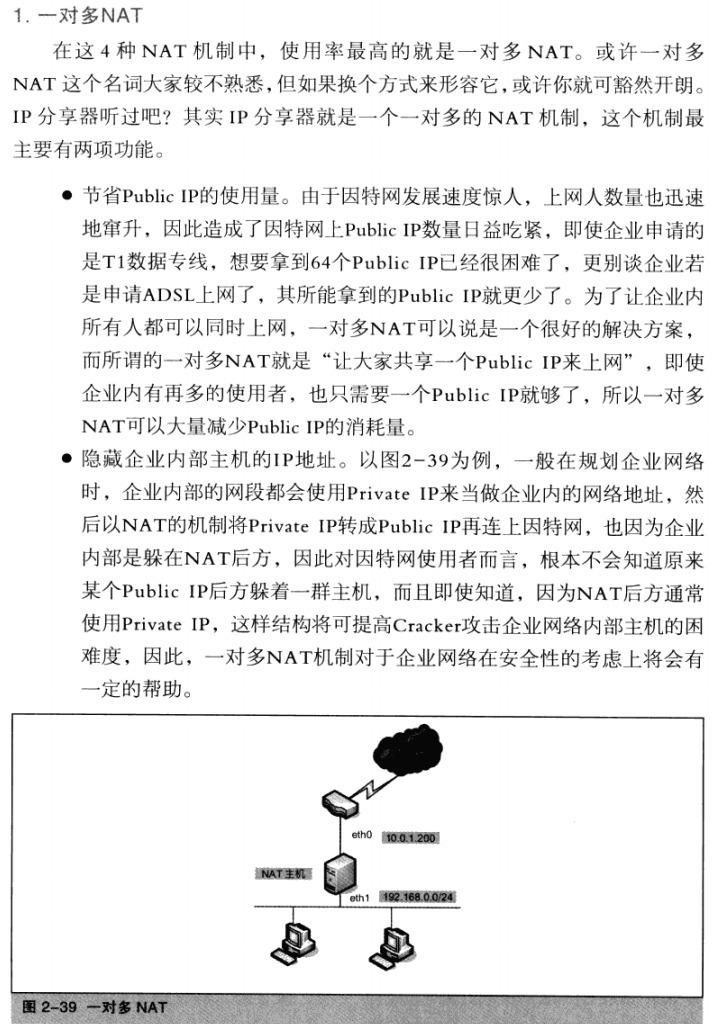 1. 一对多NAT
在这 4 种 NAT 机制中，使用率最高的就是一对多 NAT。或许一对多
NAT 这个名词大家较不熟悉，但如果换个方式来形容它，或许你就可豁然开朗。
IP 分享器听过吧？其实 IP 分享器就是一个一对多的 NAT 机制，这个机制最
主要有两项功能。
● 节省Public IP的使用量。由于因特网发展速度惊人，上网人数量也迅速
地窜升，因此造成了因特网上Public IP数量日益吃紧，即使企业申请的
是T1数据专线，想要拿到64个Public IP已经很困难了，更别谈企业若
是申请ADSL上网了，其所能拿到的Public IP就更少了。为了让企业内
所有人都可以同时上网，一对多NAT可以说是一个很好的解决方案，
而所谓的一对多NAT就是“让大家共享一个Public IP来上网”，即使
企业内有再多的使用者，也只需要一个Public IP就够了，所以一对多
NAT可以大量减少Public IP的消耗量。
● 隐藏企业内部主机的IP地址。以图2-39为例，一般在规划企业网络
时，企业内部的网段都会使用Private IP来当做企业内的网络地址，然
后以NAT的机制将Private IP转成Public IP再连上因特网，也因为企业
内部是躲在NAT后方，因此对因特网使用者而言，根本不会知道原来
某个Public IP后方躲着一群主机，而且即使知道，因为NAT后方通常
使用Private IP，这样结构将可提高Cracker攻击企业网络内部主机的困
难度，因此，一对多NAT机制对于企业网络在安全性的考虑上将会有
一定的帮助。
eth0 10.0.1.200
NAT 主机
eth1 192.168.0.0/24
图 2-39 一对多 NAT